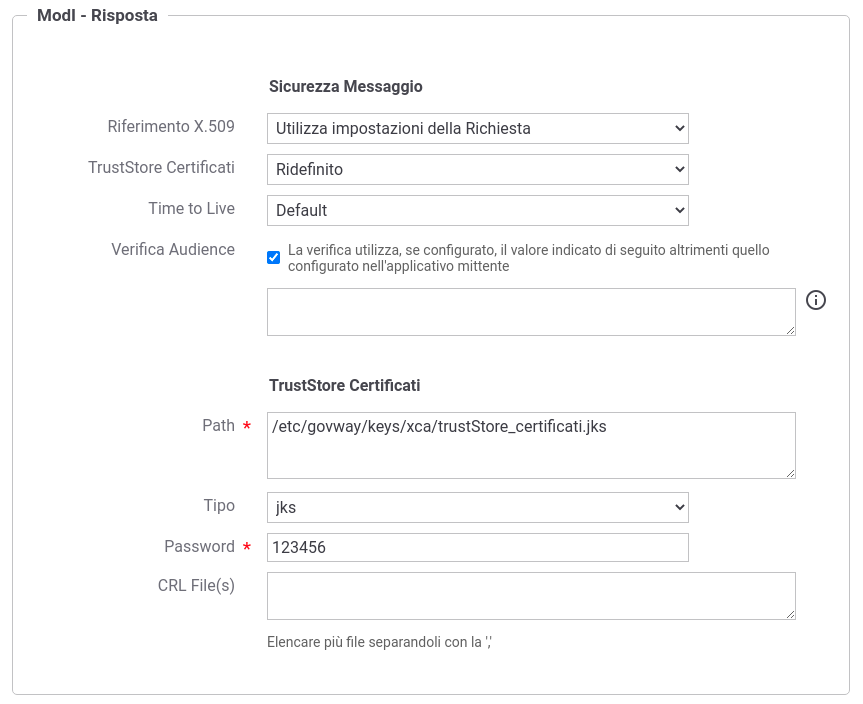 ModI - Risposta
Sicurezza Messaggio
Riferimento X.509
Utilizza impostazioni della Richiesta
TrustStore Certificati
Ridefinito
Time to Live
Default
Verifica Audience
La verifica utilizza, se configurato, il valore indicato di seguito altrimenti quello
configurato nell'applicativo mittente
TrustStore Certificati
Path *
/etc/govway/keys/xca/trustStore_certificati.jks
Tipo
jks
Password *
123456
CRL File(s)
Elencare più file separandoli con la ','